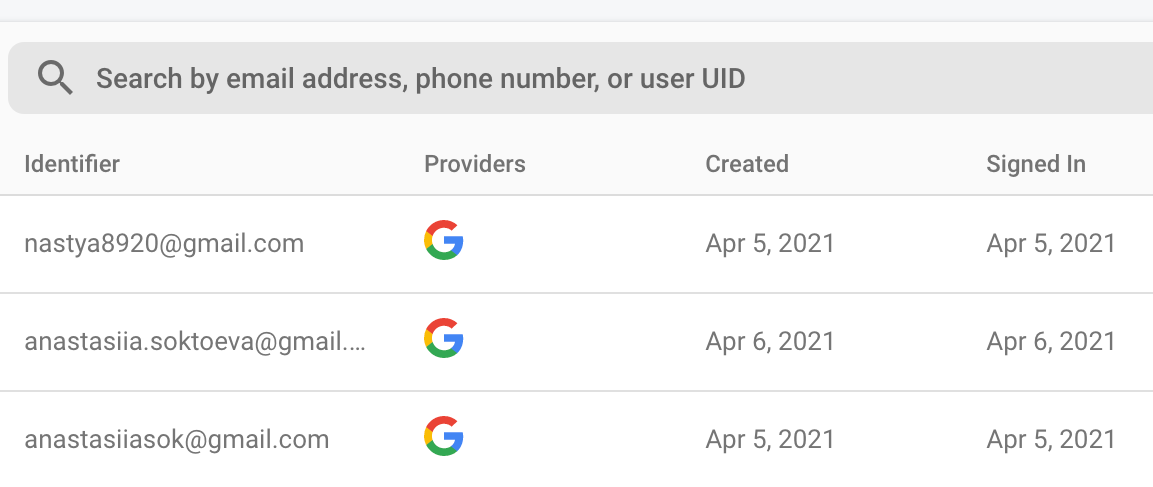 Search by email address, phone number, or user UID
Identifier Providers Created Signed In
nastya8920@gmail.com Apr 5, 2021 Apr 5, 2021
anastasiia.soktoeva@gmail.... Apr 6, 2021 Apr 6, 2021
anastasiiasok@gmail.com Apr 5, 2021 Apr 5, 2021